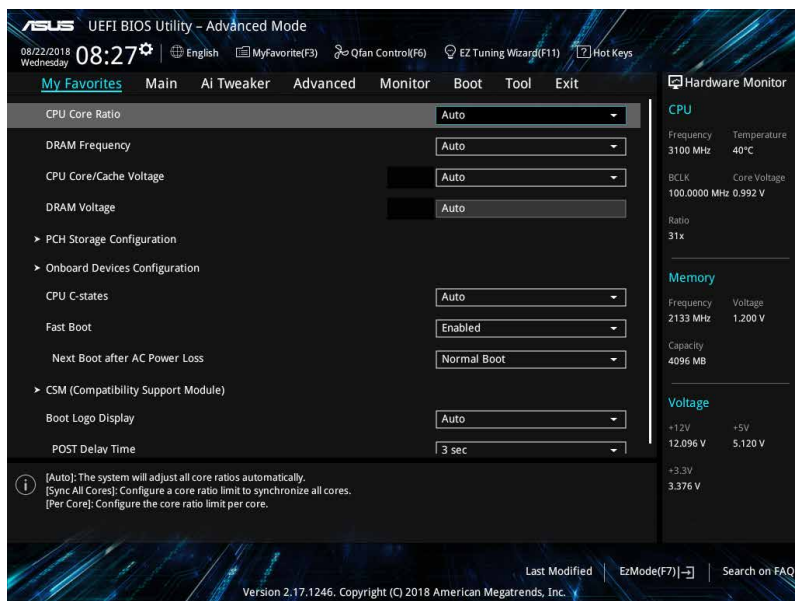 ASUS UEFI BIOS Utility – Advanced Mode
08/22/2018 Wednesday 08:27 English MyFavorite(F3) Qfan Control(F6) EZ Tuning Wizard(F11) ? Hot Keys
My Favorites Main Ai Tweaker Advanced Monitor Boot Tool Exit
CPU Core Ratio Auto
DRAM Frequency Auto
CPU Core/Cache Voltage Auto
DRAM Voltage Auto
> PCH Storage Configuration
> Onboard Devices Configuration
CPU C-states Auto
Fast Boot Enabled
Next Boot after AC Power Loss Normal Boot
> CSM (Compatibility Support Module)
Boot Logo Display Auto
POST Delay Time 3 sec
i
[Auto]: The system will adjust all core ratios automatically.
[Sync All Cores]: Configure a core ratio limit to synchronize all cores.
[Per Core]: Configure the core ratio limit per core.
Hardware Monitor
CPU
Frequency Temperature
3100 MHz 40°C
BCLK Core Voltage
100.0000 MHz 0.992 V
Ratio
31x
Memory
Frequency Voltage
2133 MHz 1.200 V
Capacity
4096 MB
Voltage
+12V +5V
12.096 V 5.120 V
+3.3V
3.376 V
Last Modified EzMode(F7) Search on FAQ
Version 2.17.1246. Copyright (C) 2018 American Megatrends, Inc.